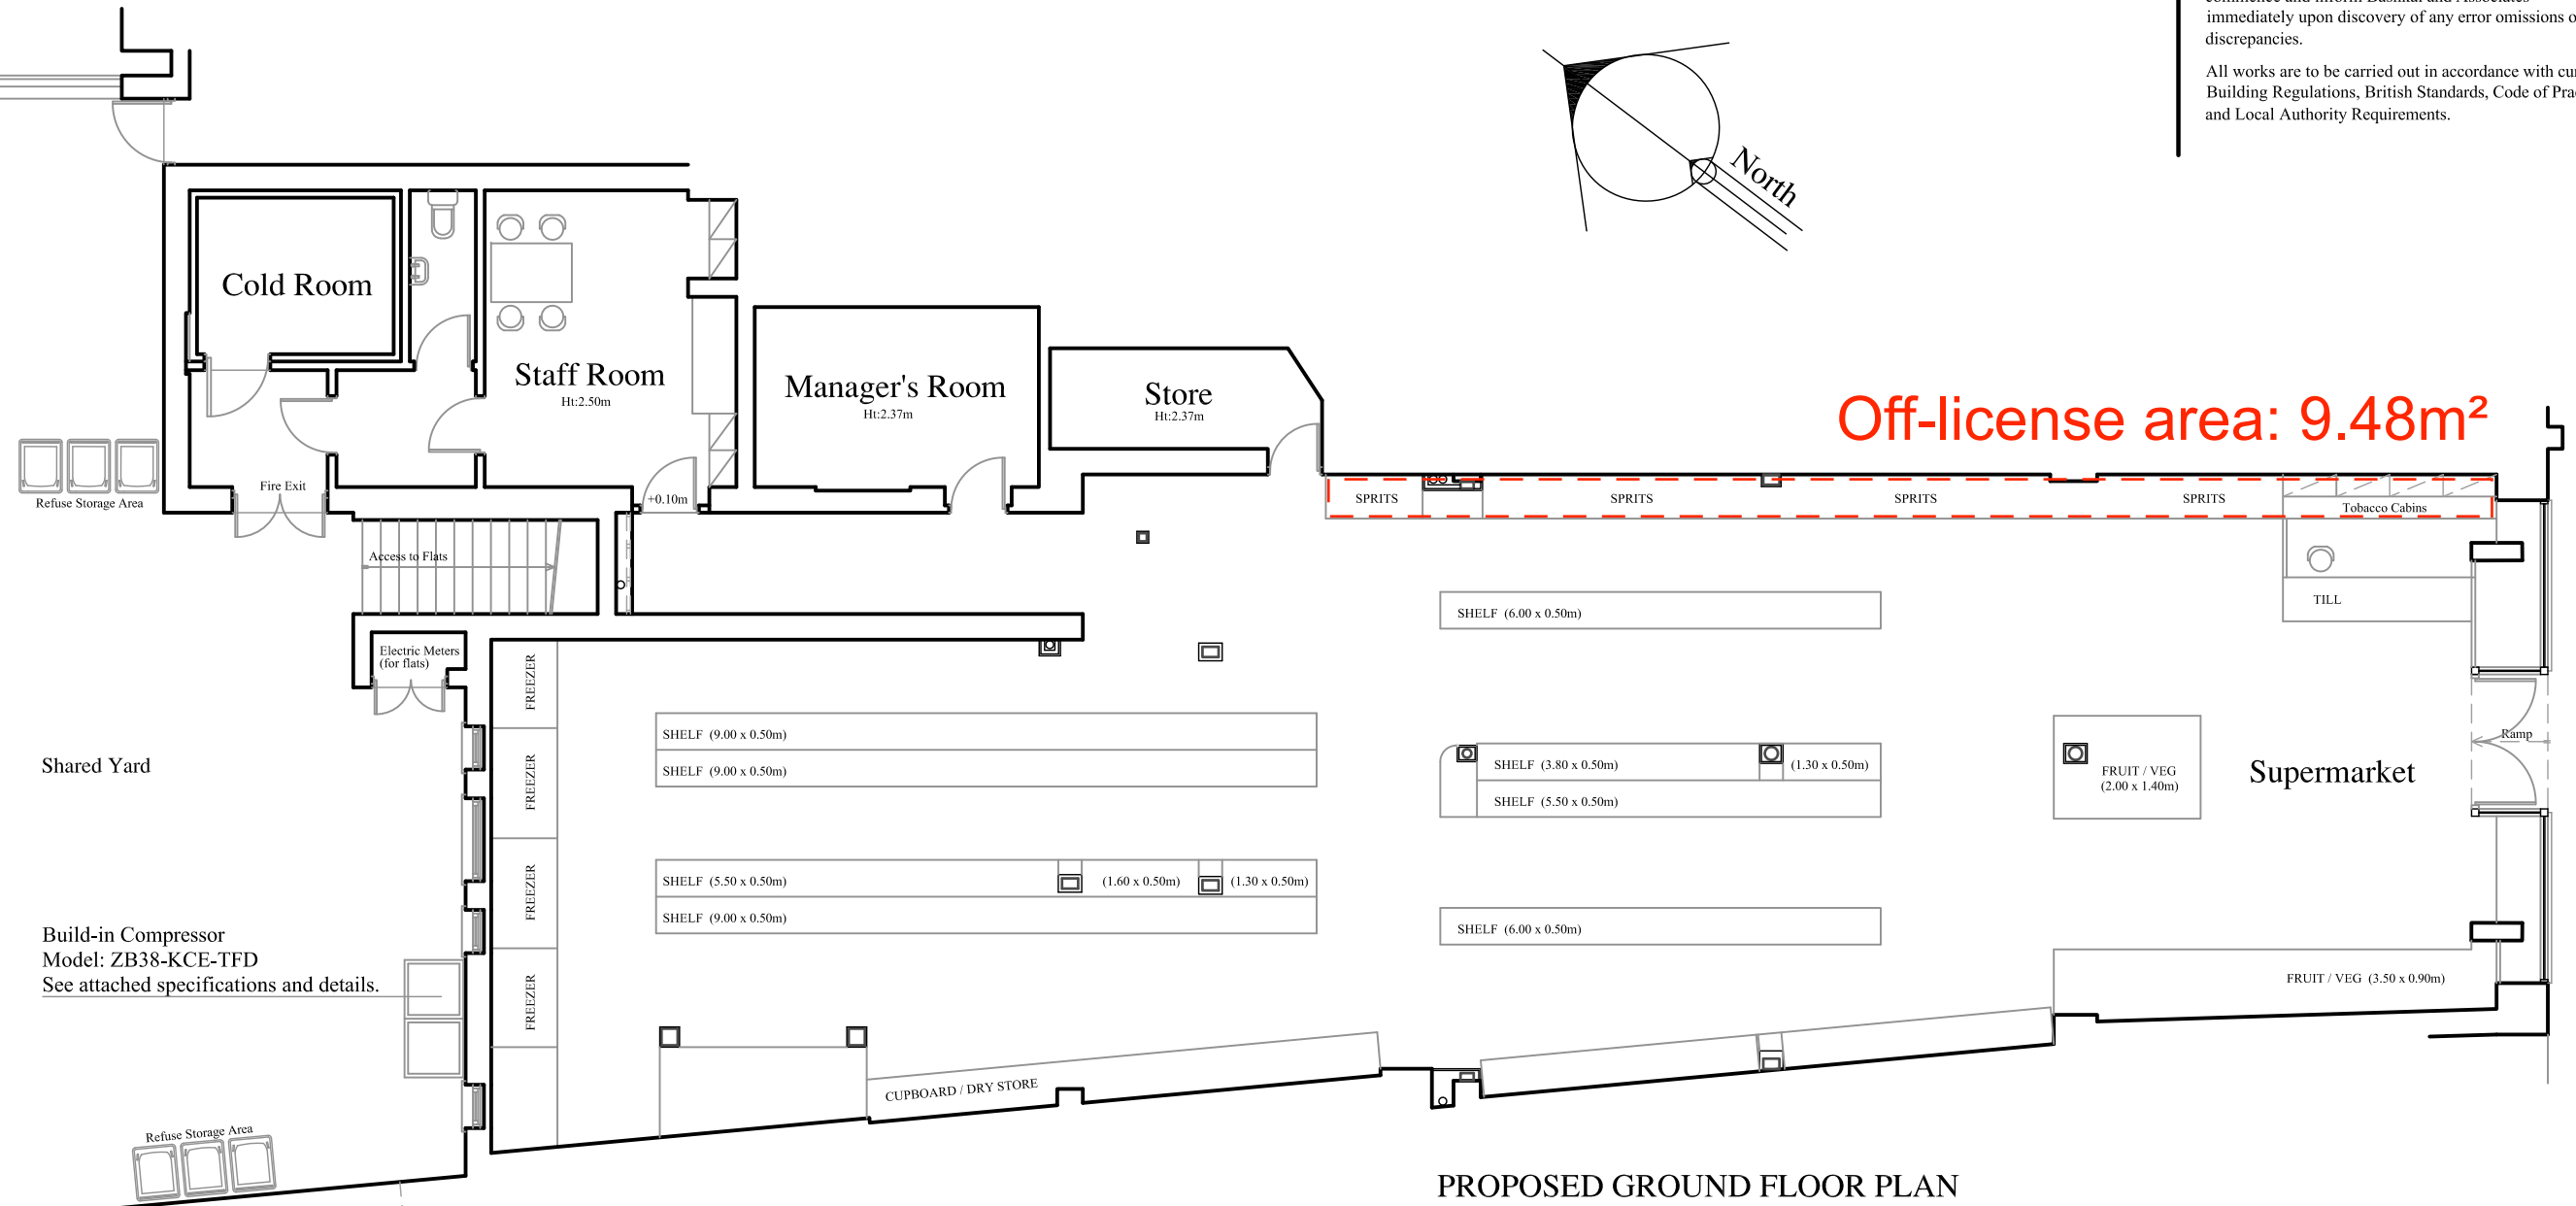 immediately upon discovery of any error omissions o
discrepancies.
All works are to be carried out in accordance with cu
Building Regulations, British Standards, Code of Pra
and Local Authority Requirements.
North
Cold Room
Staff Room
Ht:2.50m
Manager's Room
Ht:2.37m
Store
Ht:2.37m
Off-license area: 9.48m²
Refuse Storage Area
Fire Exit
+0.10m
SPRITS
SPRITS
SPRITS
SPRITS
Tobacco Cabins
Access to Flats
TILL
SHELF (6.00 x 0.50m)
Electric Meters
(for flats)
FREEZER
FREEZER
FREEZER
FREEZER
SHELF (9.00 x 0.50m)
SHELF (9.00 x 0.50m)
SHELF (3.80 x 0.50m)
(1.30 x 0.50m)
SHELF (5.50 x 0.50m)
FRUIT / VEG
(2.00 x 1.40m)
Supermarket
Ramp
Shared Yard
SHELF (5.50 x 0.50m)
(1.60 x 0.50m)
(1.30 x 0.50m)
SHELF (9.00 x 0.50m)
SHELF (6.00 x 0.50m)
Build-in Compressor
Model: ZB38-KCE-TFD
See attached specifications and details.
FRUIT / VEG (3.50 x 0.90m)
CUPBOARD / DRY STORE
Refuse Storage Area
PROPOSED GROUND FLOOR PLAN